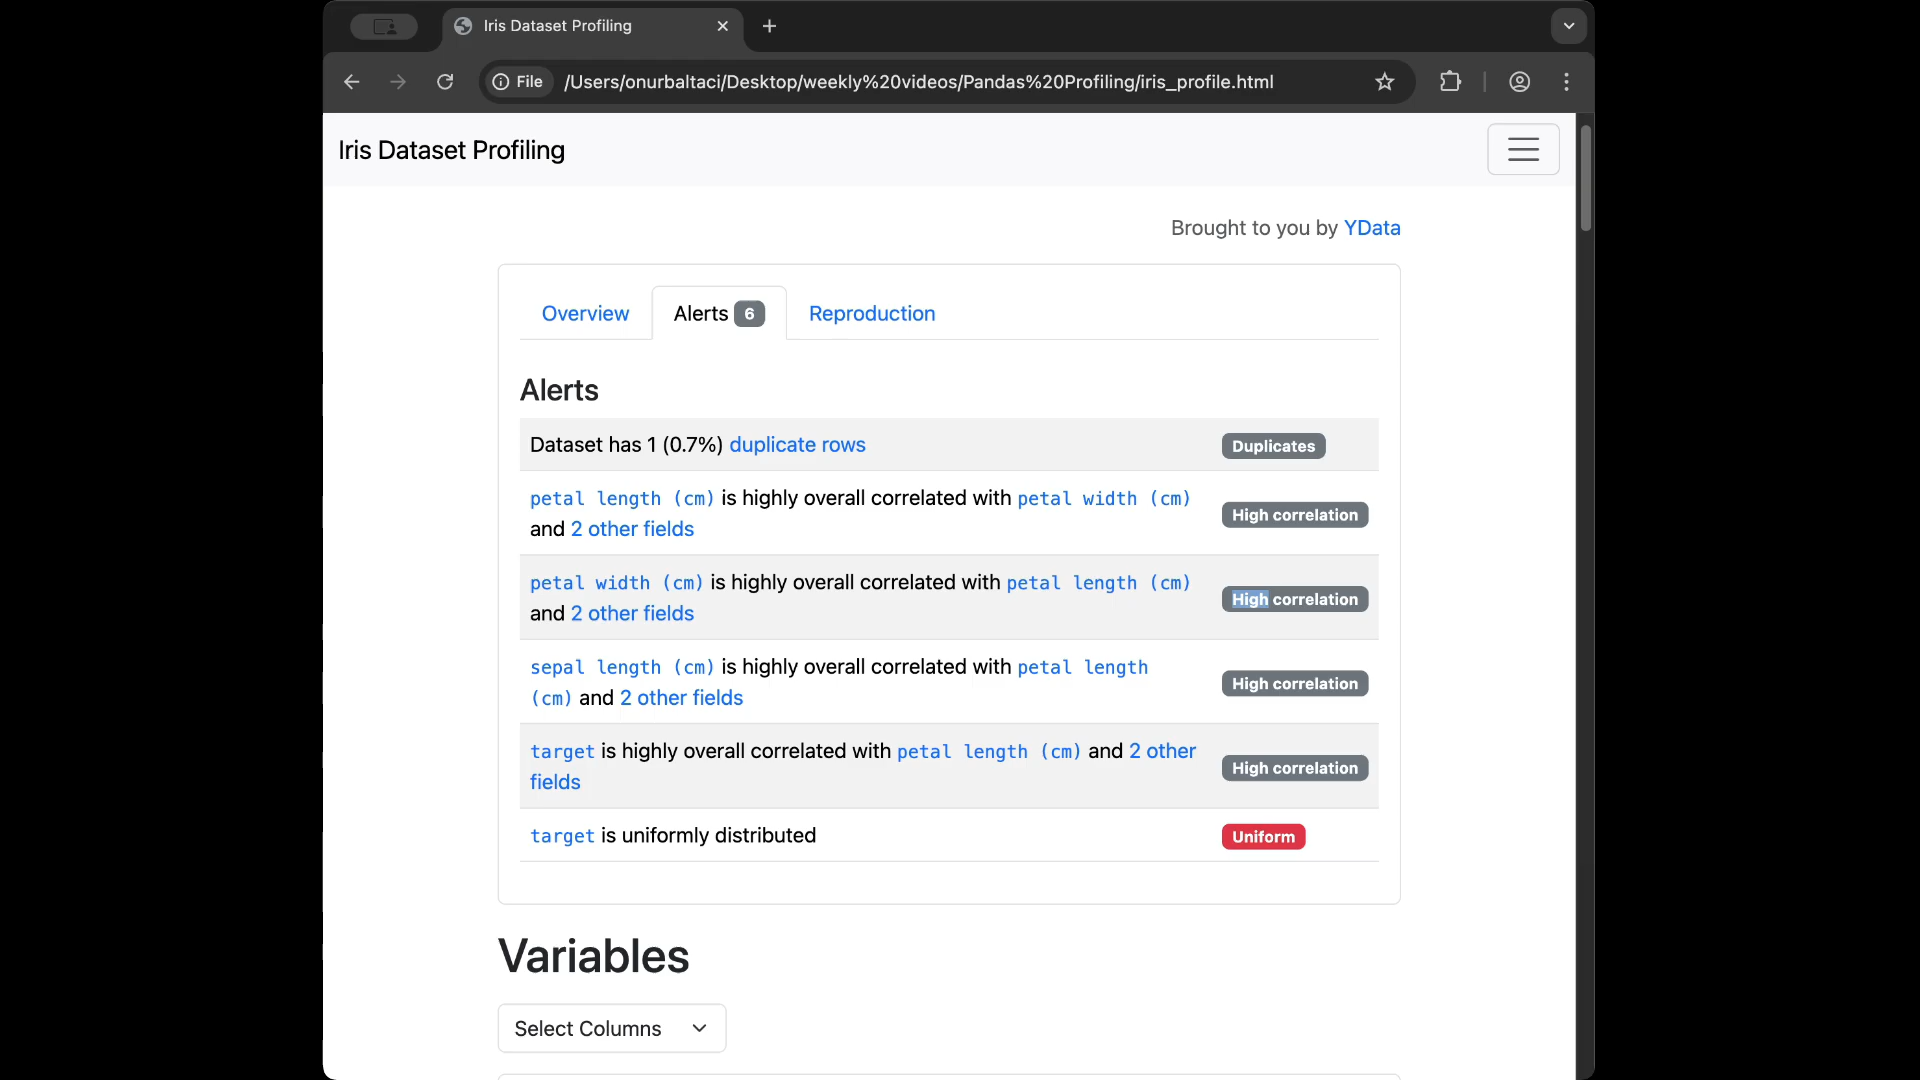 Iris Dataset Profiling
File /Users/onurbaltaci/Desktop/weekly%20videos/Pandas%20Profiling/iris_profile.html
Iris Dataset Profiling
Brought to you by YData
Overview Alerts 6 Reproduction
Alerts
Dataset has 1 (0.7%) duplicate rows Duplicates
petal length (cm) is highly overall correlated with petal width (cm)
and 2 other fields
High correlation
petal width (cm) is highly overall correlated with petal length (cm)
and 2 other fields
High correlation
sepal length (cm) is highly overall correlated with petal length
(cm) and 2 other fields
High correlation
target is highly overall correlated with petal length (cm) and 2 other
fields
High correlation
target is uniformly distributed Uniform
Variables
Select Columns